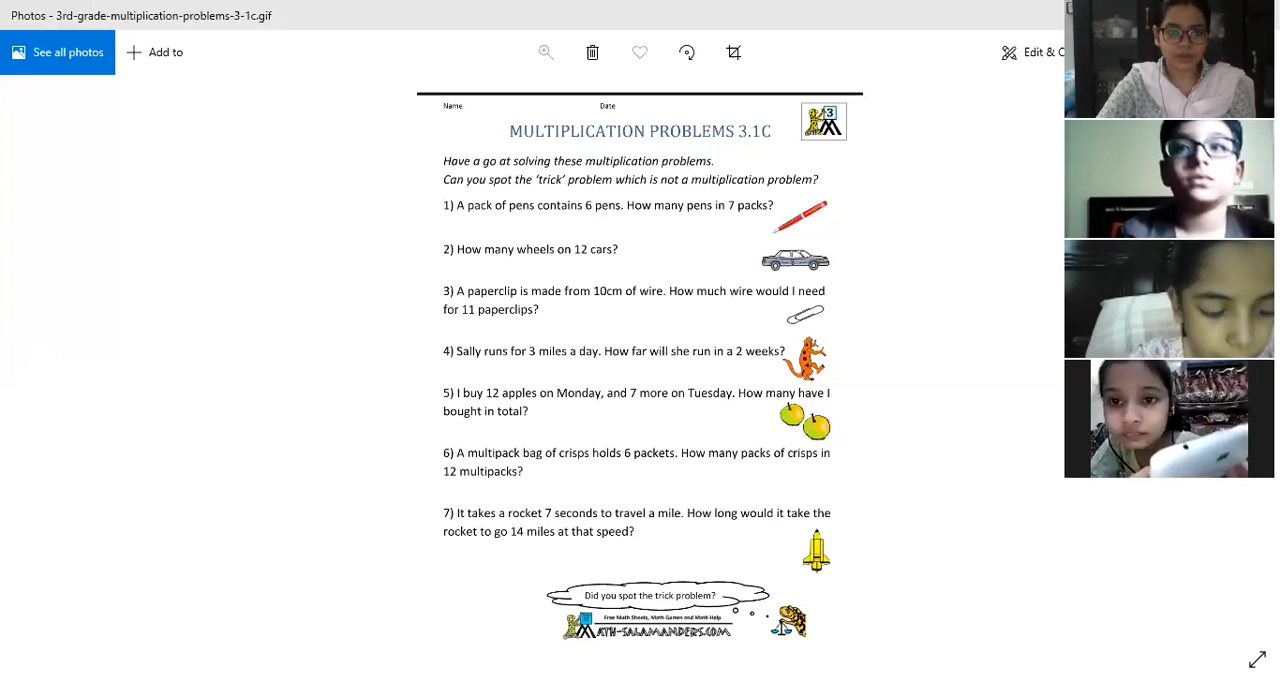 Photos - 3rd-grade-multiplication-problems-3-1c.gif
See all photos
Add to
Edit & C
Name Date
3
MULTIPLICATION PROBLEMS 3.1C
Have a go at solving these multiplication problems.
Can you spot the ‘trick’ problem which is not a multiplication problem?
1) A pack of pens contains 6 pens. How many pens in 7 packs?
2) How many wheels on 12 cars?
3) A paperclip is made from 10cm of wire. How much wire would I need
for 11 paperclips?
4) Sally runs for 3 miles a day. How far will she run in a 2 weeks?
5) I buy 12 apples on Monday, and 7 more on Tuesday. How many have I
bought in total?
6) A multipack bag of crisps holds 6 packets. How many packs of crisps in
12 multipacks?
7) It takes a rocket 7 seconds to travel a mile. How long would it take the
rocket to go 14 miles at that speed?
Did you spot the trick problem?
Free Math Sheets, Math Games and Math Help
MATH-SALAMANDERS.COM